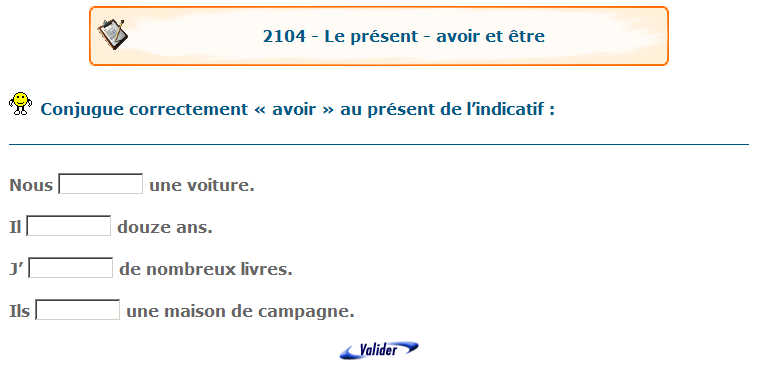 2104 - Le présent - avoir et être
Conjugue correctement « avoir » au présent de l’indicatif :
Nous une voiture.
Il douze ans.
J’ de nombreux livres.
Ils une maison de campagne.
Valider